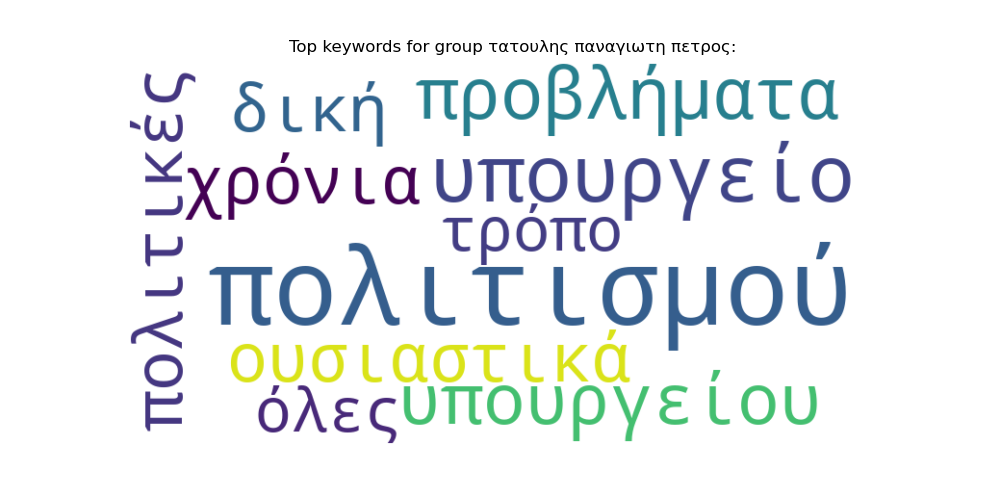 Top keywords for group τατουλης παναγιωτη πετρος:
πολιτικές
δική
προβλήματα
χρόνια
υπουργείο
τρόπο
πολιτισμού
ουσιαστικά
όλες
υπουργείου